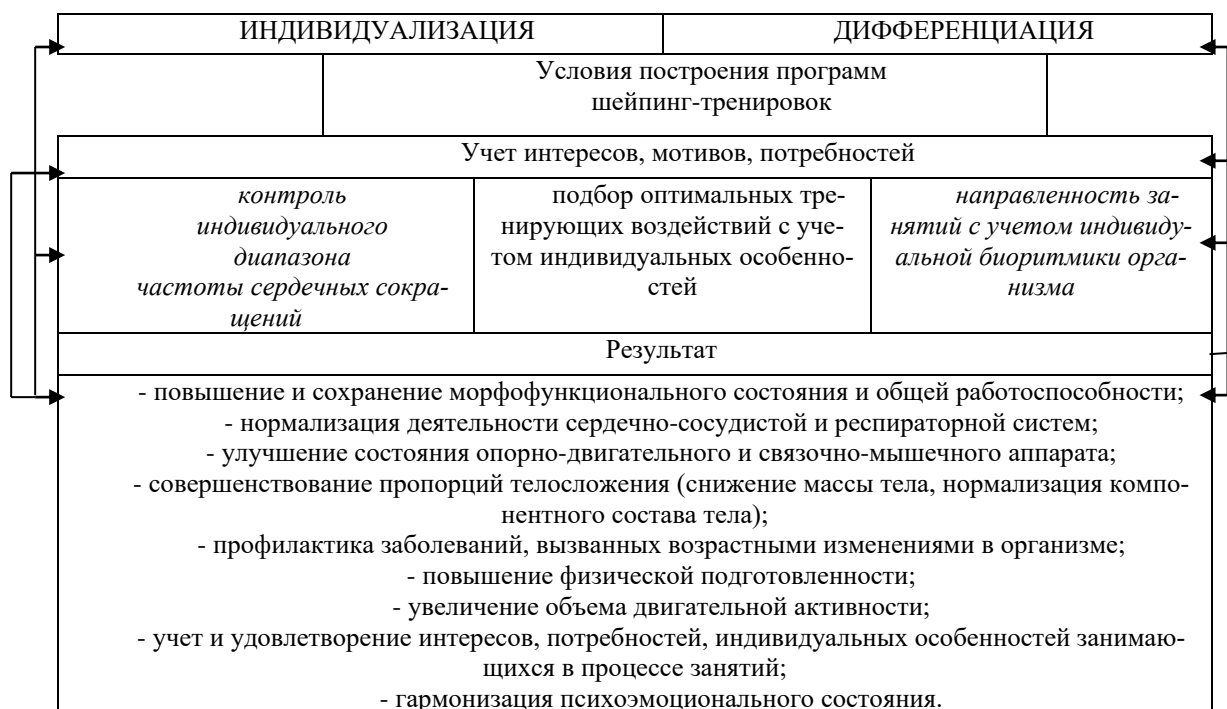 ИНДИВИДУАЛИЗАЦИЯ ДИФФЕРЕНЦИАЦИЯ
Условия построения программ
шейпинг-тренировок
Учет интересов, мотивов, потребностей
контроль
индивидуального
диапазона
частоты сердечных сокра-
щений
подбор оптимальных тре-
нирующих воздействий с уче-
том индивидуальных особенно-
стей
направленность за-
нятий с учетом индивиду-
альной биоритмики орга-
низма
Результат
- повышение и сохранение морфофункционального состояния и общей работоспособности;
- нормализация деятельности сердечно-сосудистой и респираторной систем;
- улучшение состояния опорно-двигательного и связочно-мышечного аппарата;
- совершенствование пропорций телосложения (снижение массы тела, нормализация компо-
нентного состава тела);
- профилактика заболеваний, вызванных возрастными изменениями в организме;
- повышение физической подготовленности;
- увеличение объема двигательной активности;
- учет и удовлетворение интересов, потребностей, индивидуальных особенностей занимаю-
щихся в процессе занятий;
- гармонизация психоэмоционального состояния.